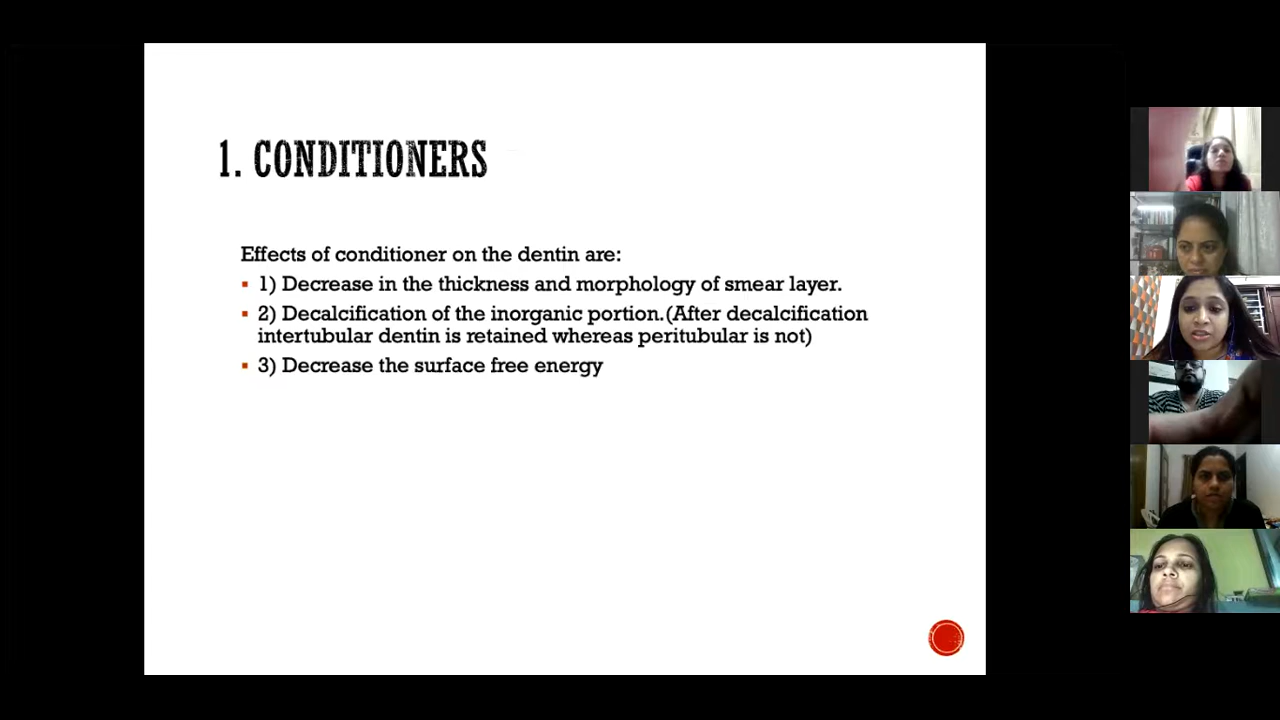 1. CONDITIONERS
Effects of conditioner on the dentin are:
▪ 1) Decrease in the thickness and morphology of smear layer.
▪ 2) Decalcification of the inorganic portion.(After decalcification
intertubular dentin is retained whereas peritubular is not)
▪ 3) Decrease the surface free energy